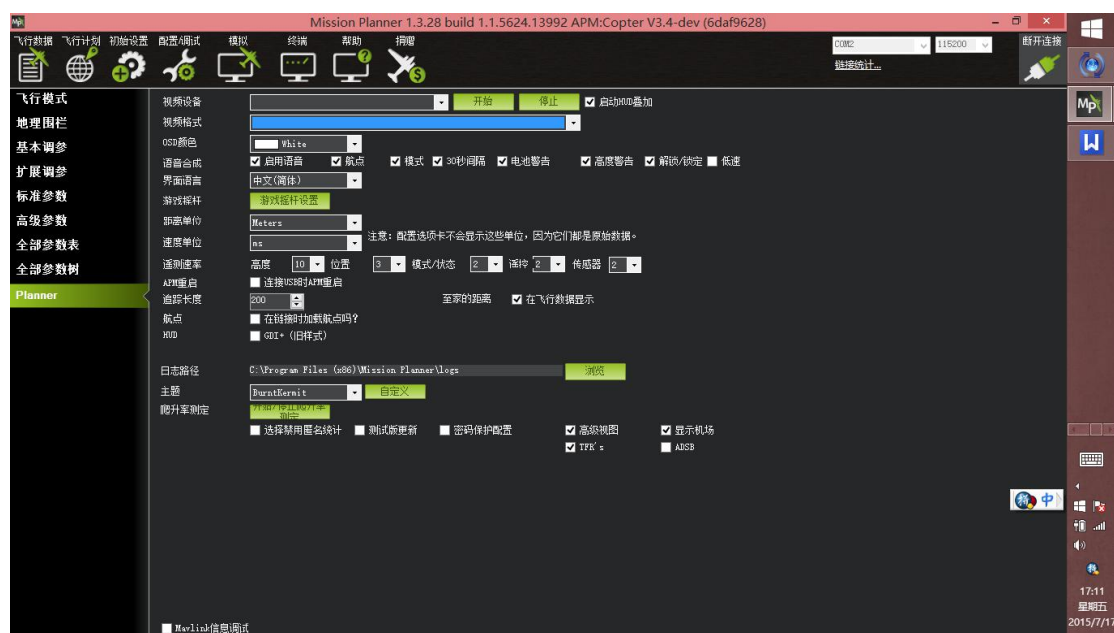 Mission Planner 1.3.28 build 1.1.5624.13992 APM:Copter V3.4-dev (6daf9628)
飞行数据 飞行计划 初始设置 配置/调试 模拟 终端 帮助 捐赠
COM2 115200 断开连接
链接统计...
飞行模式
地理围栏
基本调参
扩展调参
标准参数
高级参数
全部参数表
全部参数树
Planner
视频设备 开始 停止 启动HUD叠加
视频格式
OSD颜色 White
语音合成 启用语音 航点 模式 30秒间隔 电池警告 高度警告 解锁/锁定 低速
界面语言 中文(简体)
游戏摇杆 游戏摇杆设置
距离单位 Meters
注意: 配置选项卡不会显示这些单位,因为它们都是原始数据。
速度单位 ms
遥测速率 高度 10 位置 3 模式/状态 2 遥控 2 传感器 2
APM重启 连接USB时APM重启
追踪长度 200 至家的距离 在飞行数据显示
航点 在链接时加载航点吗?
HUD GDI+ (旧样式)
日志路径 C:\Program Files (x86)\Mission Planner\logs 浏览
主题 BurntKermit 自定义
爬升率测定 开始/停止爬升率测定
选择禁用匿名统计 测试版更新 密码保护配置 高级视图 显示机场
TFR's ADSB
Mavlink信息调试
Mp
W
中
17:11
星期五
2015/7/17